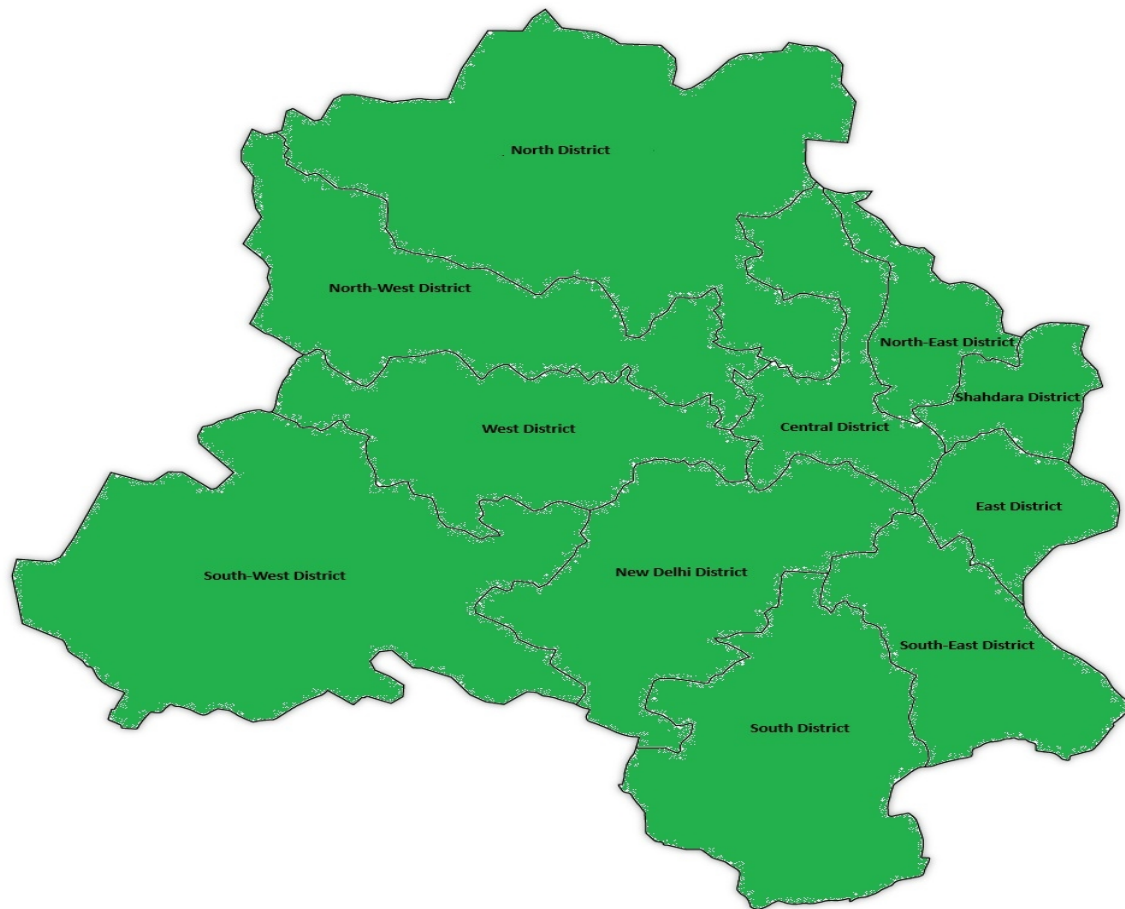 North District
North-West District
North-East District
Shahdara District
West District
Central District
East District
South-West District
New Delhi District
South-East District
South District